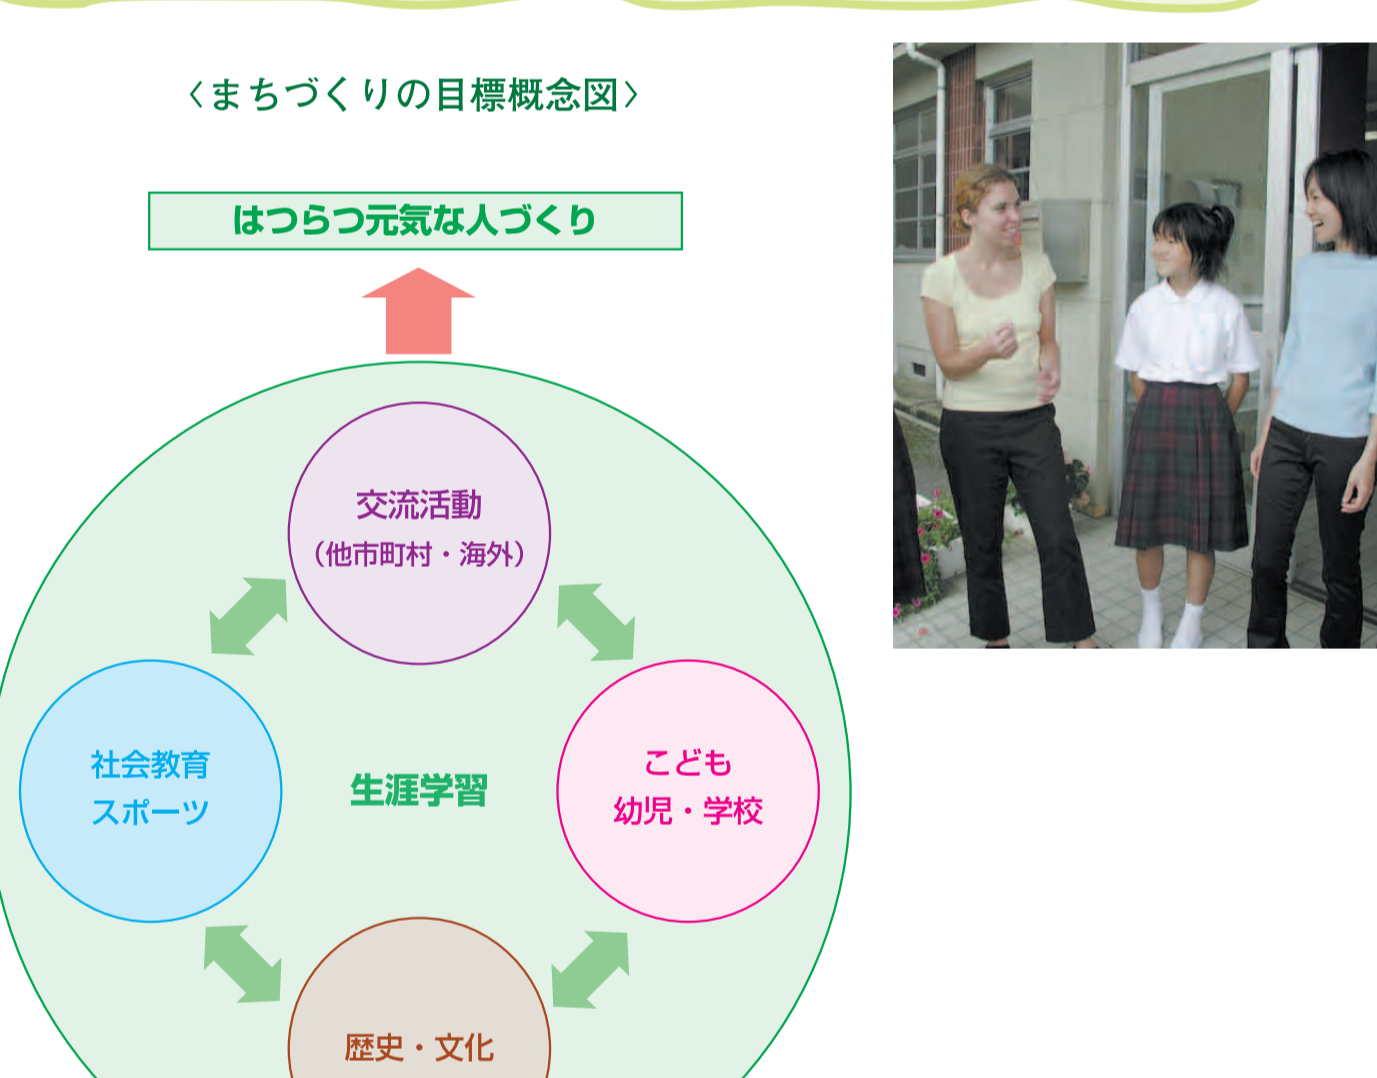 〈まちづくりの目標概念図〉
はつらつ元気な人づくり
交流活動
（他市町村・海外）
社会教育
スポーツ
生涯学習
こども
幼児・学校
歴史・文化